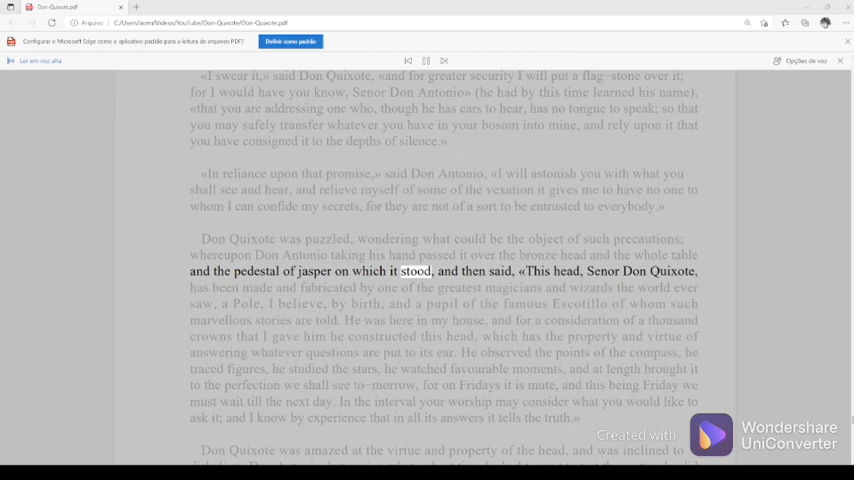 Don-Quixote.pdf
Arquivo
C:/Users/acern/Videos/YouTube/Don-Quixote/Don-Quixote.pdf
Configurar o Microsoft Edge como o aplicativo padrão para a leitura de arquivos PDF?
Definir como padrão
Ler em voz alta
Opções de voz
«I swear it,» said Don Quixote, «and for greater security I will put a flag-stone over it;
for I would have you know, Senor Don Antonio» (he had by this time learned his name),
«that you are addressing one who, though he has ears to hear, has no tongue to speak; so that
you may safely transfer whatever you have in your bosom into mine, and rely upon it that
you have consigned it to the depths of silence.»
«In reliance upon that promise,» said Don Antonio, «I will astonish you with what you
shall see and hear, and relieve myself of some of the vexation it gives me to have no one to
whom I can confide my secrets, for they are not of a sort to be entrusted to everybody.»
Don Quixote was puzzled, wondering what could be the object of such precautions;
whereupon Don Antonio taking his hand passed it over the bronze head and the whole table
and the pedestal of jasper on which it stood, and then said, «This head, Senor Don Quixote,
has been made and fabricated by one of the greatest magicians and wizards the world ever
saw, a Pole, I believe, by birth, and a pupil of the famous Escotillo of whom such
marvellous stories are told. He was here in my house, and for a consideration of a thousand
crowns that I gave him he constructed this head, which has the property and virtue of
answering whatever questions are put to its ear. He observed the points of the compass, he
traced figures, he studied the stars, he watched favourable moments, and at length brought it
to the perfection we shall see to-morrow, for on Fridays it is mute, and this being Friday we
must wait till the next day. In the interval your worship may consider what you would like to
ask it; and I know by experience that in all its answers it tells the truth.»
Created with
Wondershare
UniConverter
Don Quixote was amazed at the virtue and property of the head, and was inclined to